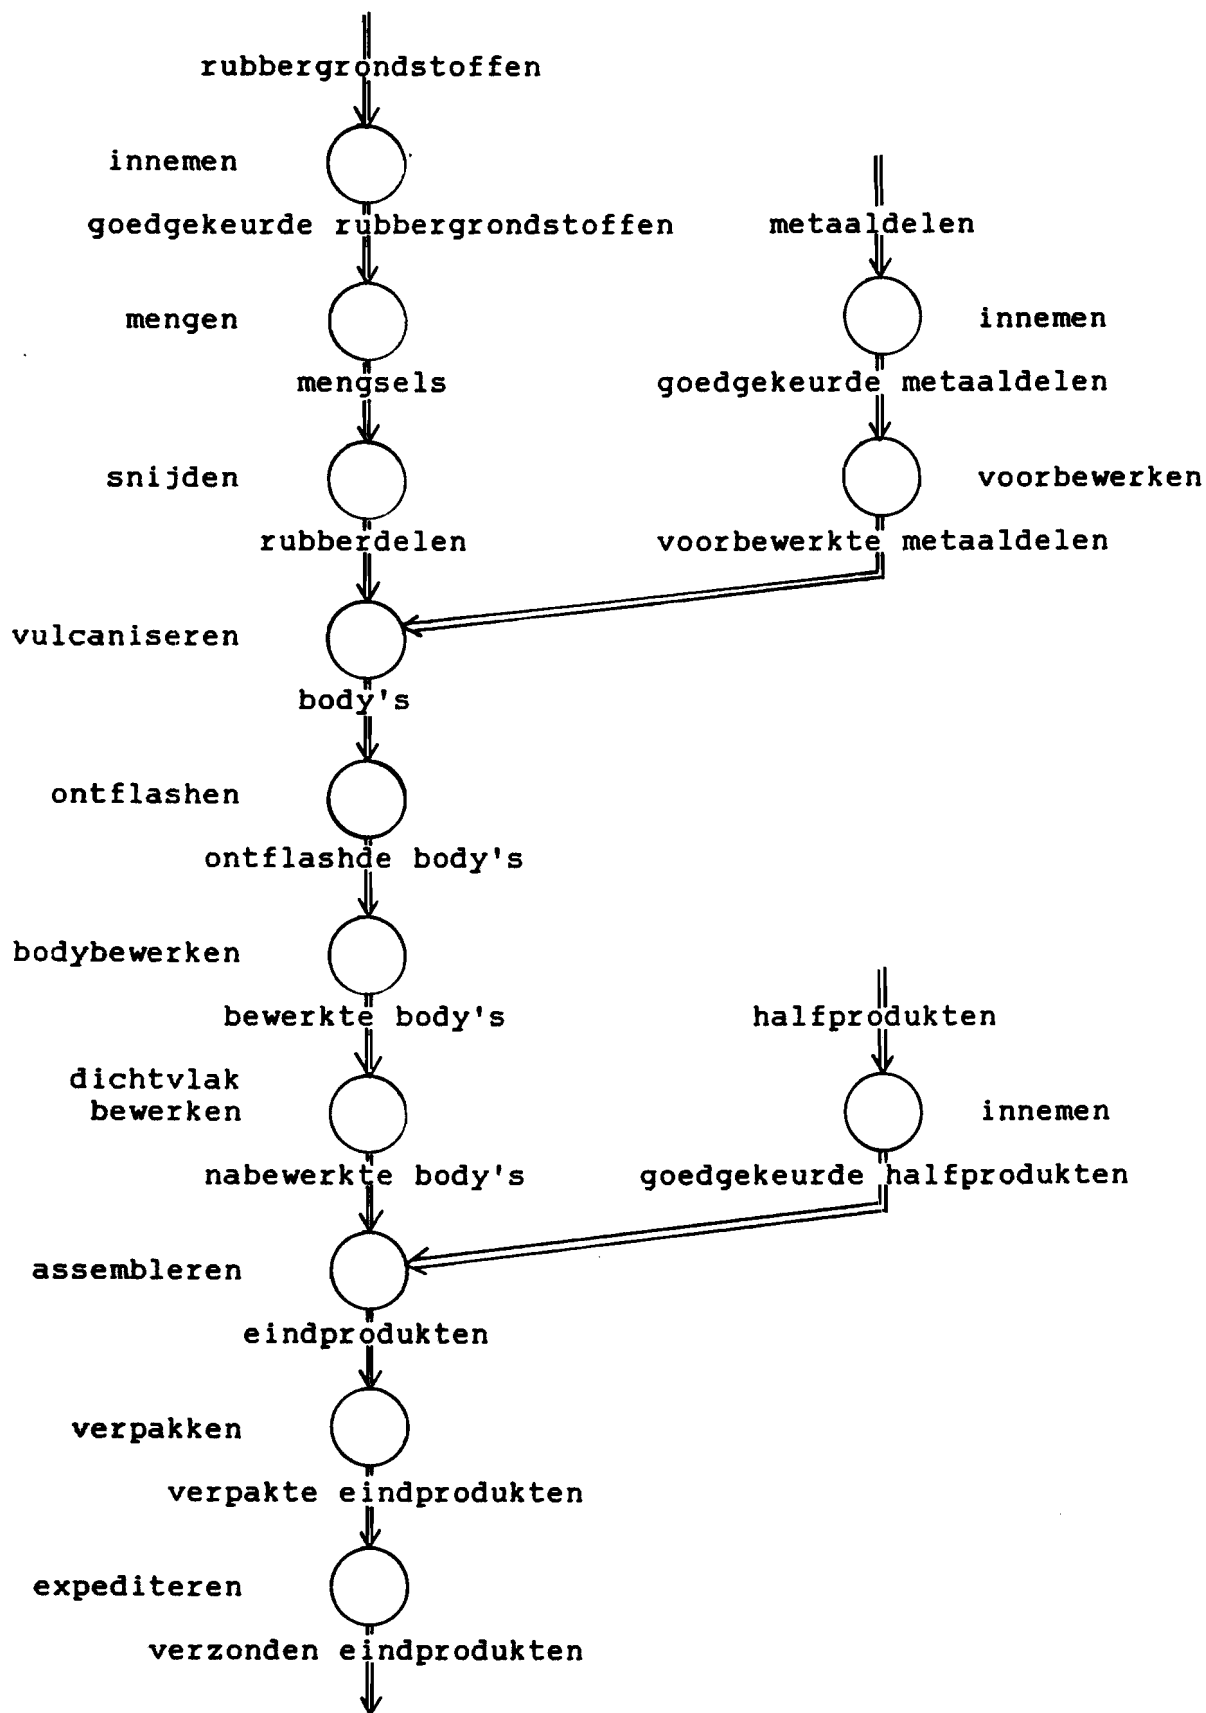 rubbergrondstoffen
innemen
goedgekeurde rubbergrondstoffen
metaaldelen
mengen
innemen
mengsels
goedgekeurde metaaldelen
snijden
voorbewerken
rubberdelen
voorbewerkte metaaldelen
vulcaniseren
body's
ontflashen
ontflashde body's
bodybewerken
bewerkte body's
halfprodukten
dichtvlak
bewerken
innemen
nabewerkte body's
goedgekeurde halfprodukten
assembleren
eindprodukten
verpakken
verpakte eindprodukten
expediteren
verzonden eindprodukten